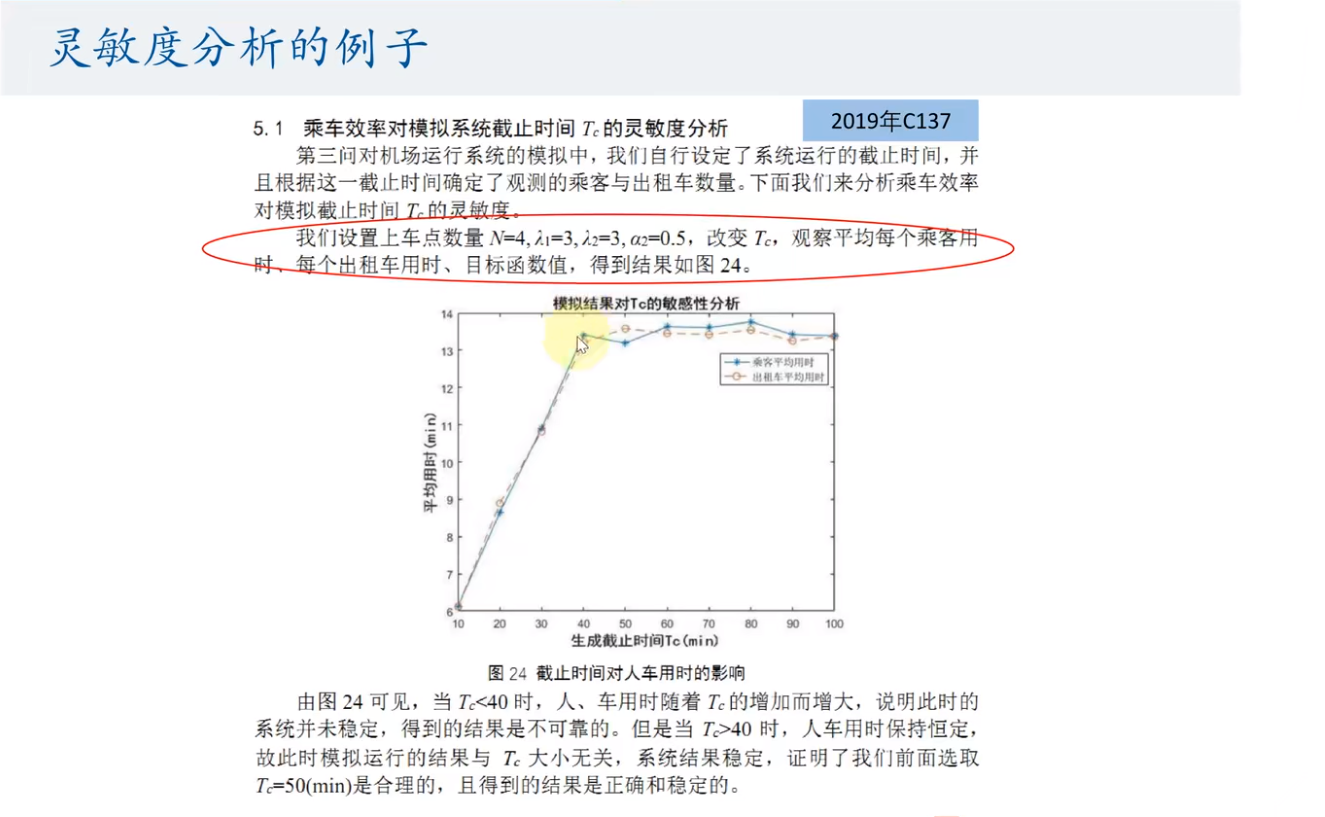 灵敏度分析的例子
2019年C137
5.1 乘车效率对模拟系统截止时间 Tc 的灵敏度分析
第三问对机场运行系统的模拟中，我们自行设定了系统运行的截止时间，并
且根据这一截止时间确定了观测的乘客与出租车数量。下面我们来分析乘车效率
对模拟截止时间 Tc 的灵敏度。
我们设置上车点数量 N=4, λ1=3, λ2=3, α2=0.5，改变 Tc，观察平均每个乘客用
时、每个出租车用时、目标函数值，得到结果如图 24。
模拟结果对Tc的敏感性分析
14
13
12
11
10
9
8
7
6
平均用时(min)
乘客平均用时
出租车平均用时
10 20 30 40 50 60 70 80 90 100
生成截止时间Tc(min)
图 24 截止时间对人车用时的影响
由图 24 可见，当 Tc<40 时，人、车用时随着 Tc 的增加而增大，说明此时的
系统并未稳定，得到的结果是不可靠的。但是当 Tc>40 时，人车用时保持恒定，
故此时模拟运行的结果与 Tc 大小无关，系统结果稳定，证明了我们前面选取
Tc=50(min)是合理的，且得到的结果是正确和稳定的。